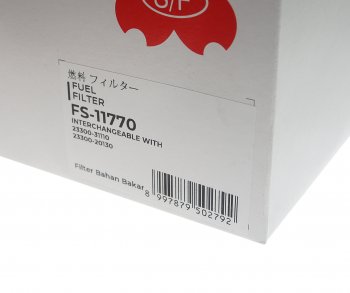 S/F
燃料 フィルター
FUEL
FILTER
FS-11770
INTERCHANGEABLE WITH
23300-31110
23300-20130
Filter Bahan Bakar
8 997879 502792